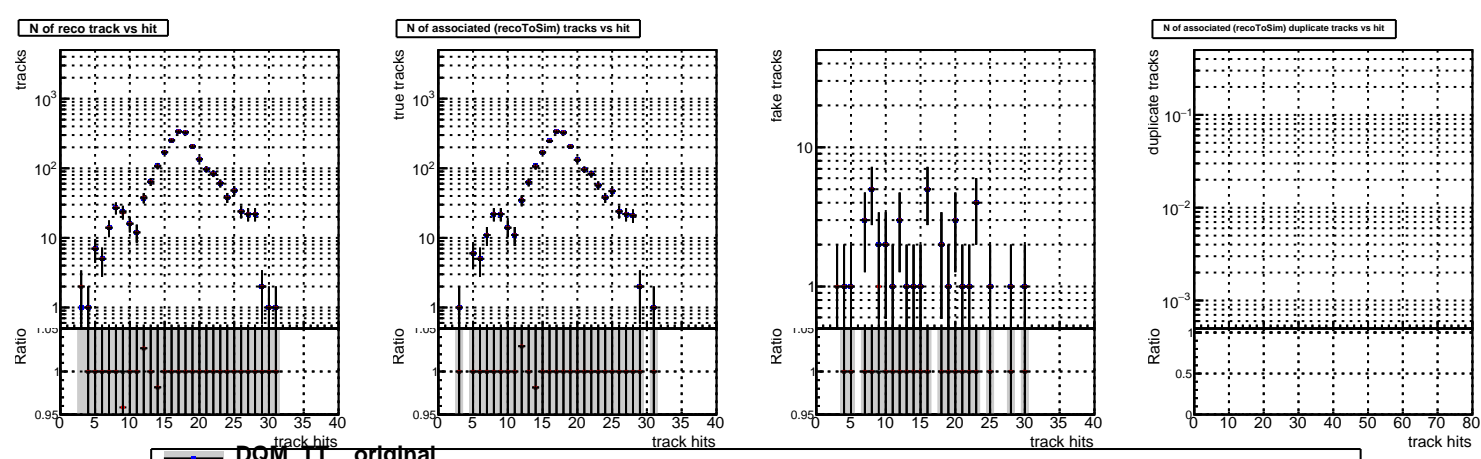 N of reco track vs hit
tracks
10³
10²
10
1
1.05
Ratio
1
0.95
0 5 10 15 20 25 30 35 40
track hits
N of associated (recoToSim) tracks vs hit
true tracks
10³
10²
10
1
1.05
Ratio
1
0.95
0 5 10 15 20 25 30 35 40
track hits
fake tracks
10
1
1.05
Ratio
1
0.95
0 5 10 15 20 25 30 35 40
track hits
N of associated (recoToSim) duplicate tracks vs hit
duplicate tracks
10⁻¹
10⁻²
10⁻³
Ratio
1
0.5
0
0 10 20 30 40 50 60 70 80
track hits
DQM TT original